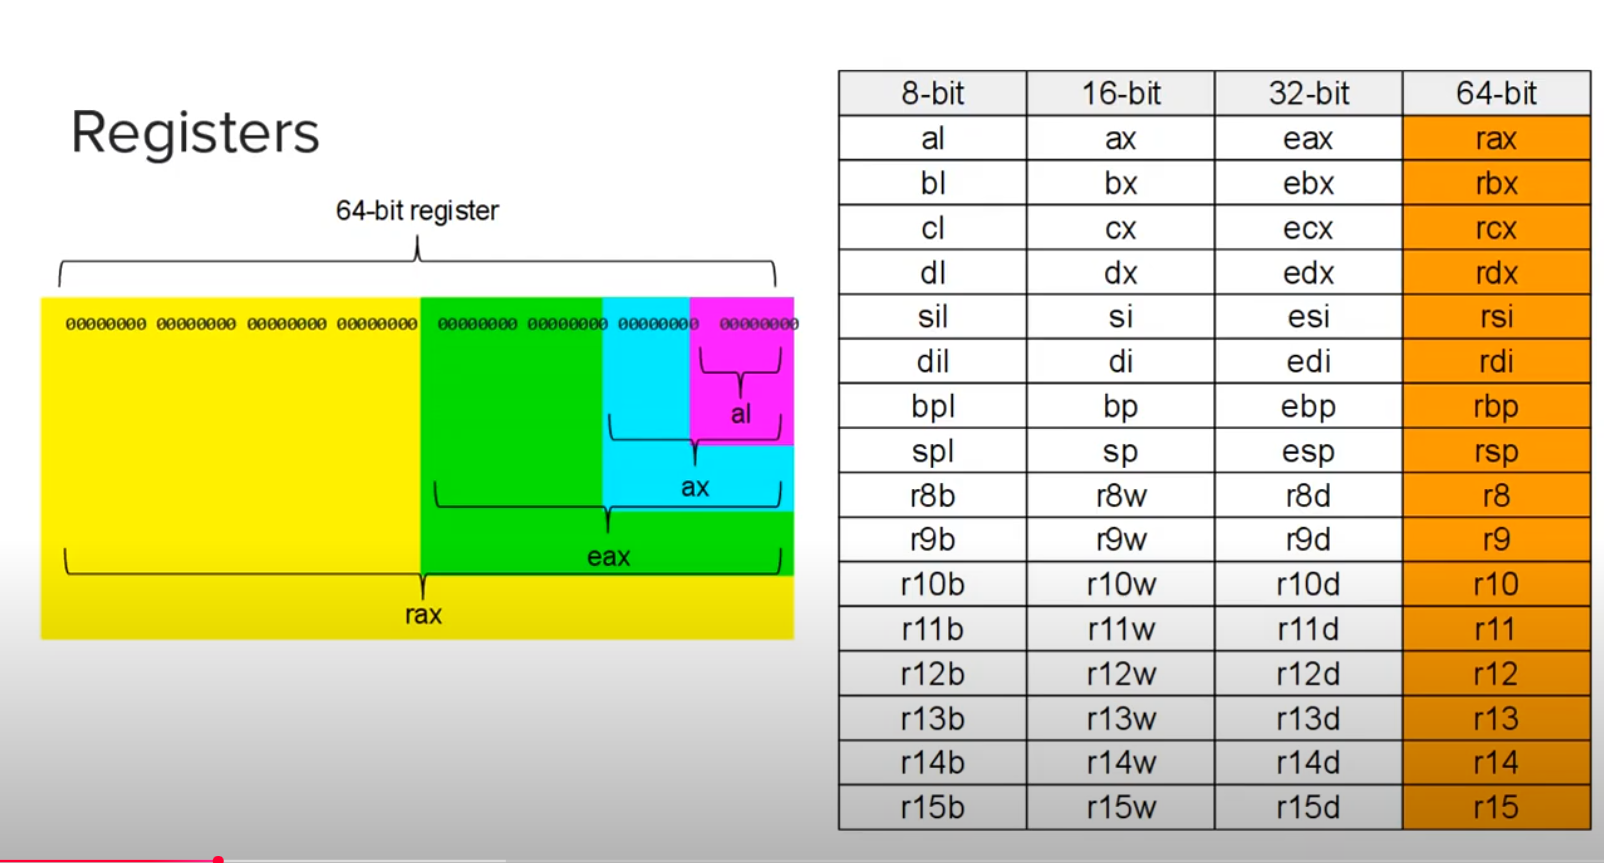 Registers
64-bit register
00000000 00000000 00000000 00000000 00000000 00000000 00000000 00000000
al
ax
eax
rax
8-bit 16-bit 32-bit 64-bit
al ax eax rax
bl bx ebx rbx
cl cx ecx rcx
dl dx edx rdx
sil si esi rsi
dil di edi rdi
bpl bp ebp rbp
spl sp esp rsp
r8b r8w r8d r8
r9b r9w r9d r9
r10b r10w r10d r10
r11b r11w r11d r11
r12b r12w r12d r12
r13b r13w r13d r13
r14b r14w r14d r14
r15b r15w r15d r15